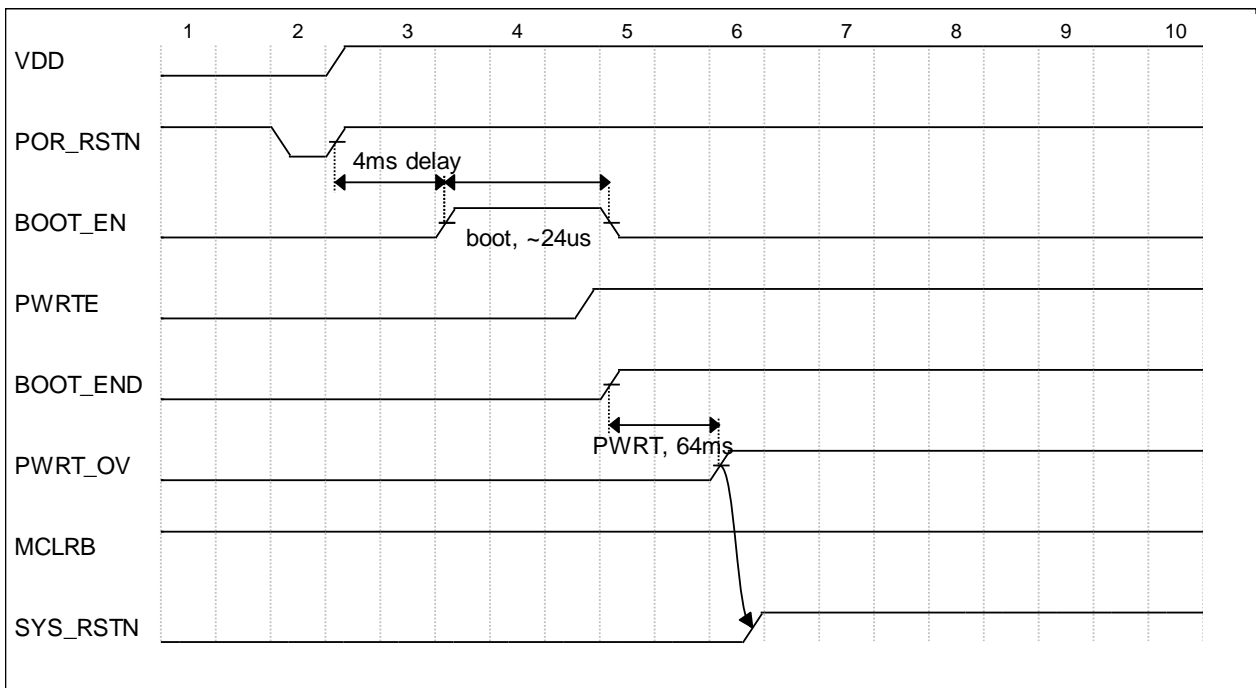 1 2 3 4 5 6 7 8 9 10
VDD
POR_RSTN
4ms delay
BOOT_EN
boot, ~24us
PWRTE
BOOT_END
PWRT, 64ms
PWRT_OV
MCLRB
SYS_RSTN